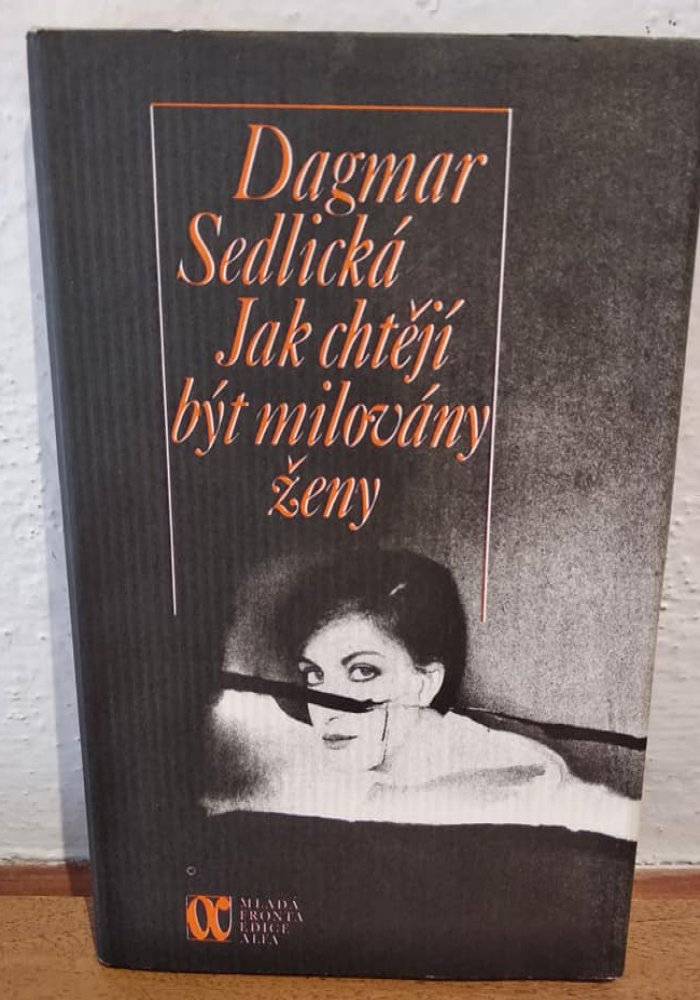 Dagmar
Sedlická
Jak chtějí
být milovány
ženy
©
α
MLADÁ
FRONTA
EDICE
ALFA